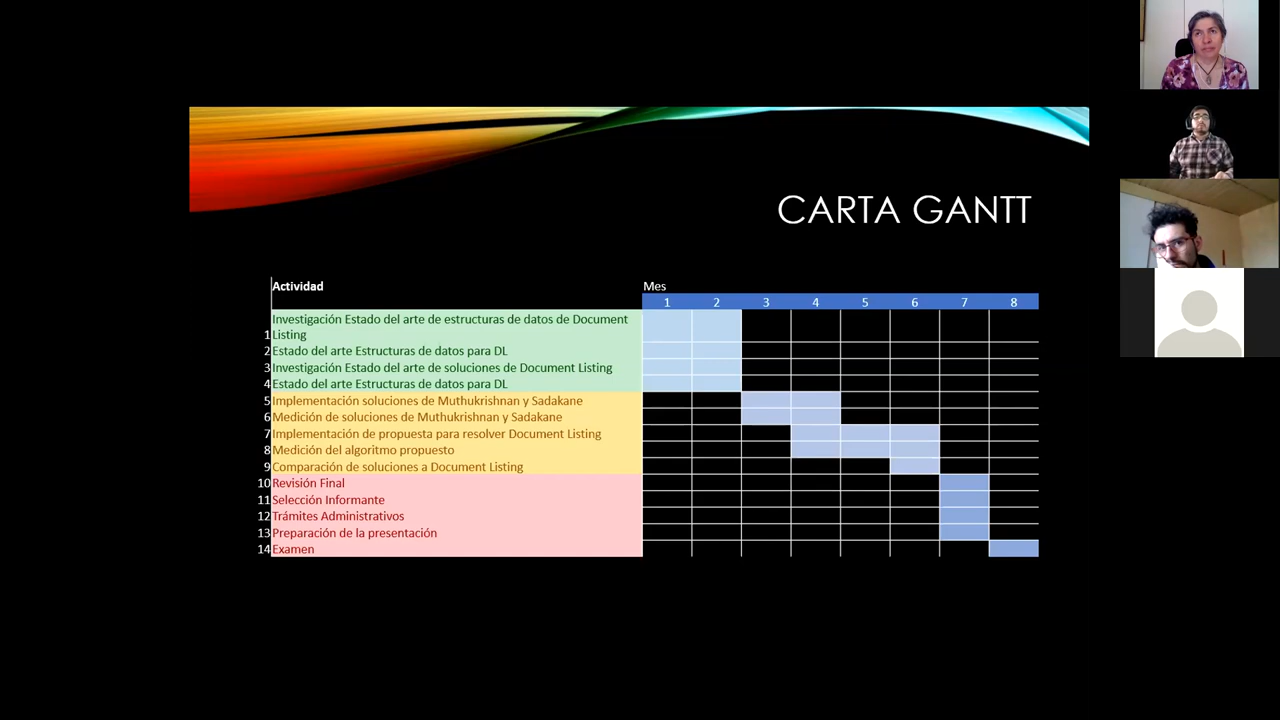 CARTA GANTT
Actividad Mes
1 2 3 4 5 6 7 8
Investigación Estado del arte de estructuras de datos de Document
1 Listing
2 Estado del arte Estructuras de datos para DL
3 Investigación Estado del arte de soluciones de Document Listing
4 Estado del arte Estructuras de datos para DL
5 Implementación soluciones de Muthukrishnan y Sadakane
6 Medición de soluciones de Muthukrishnan y Sadakane
7 Implementación de propuesta para resolver Document Listing
8 Medición del algoritmo propuesto
9 Comparación de soluciones a Document Listing
10 Revisión Final
11 Selección Informante
12 Trámites Administrativos
13 Preparación de la presentación
14 Examen